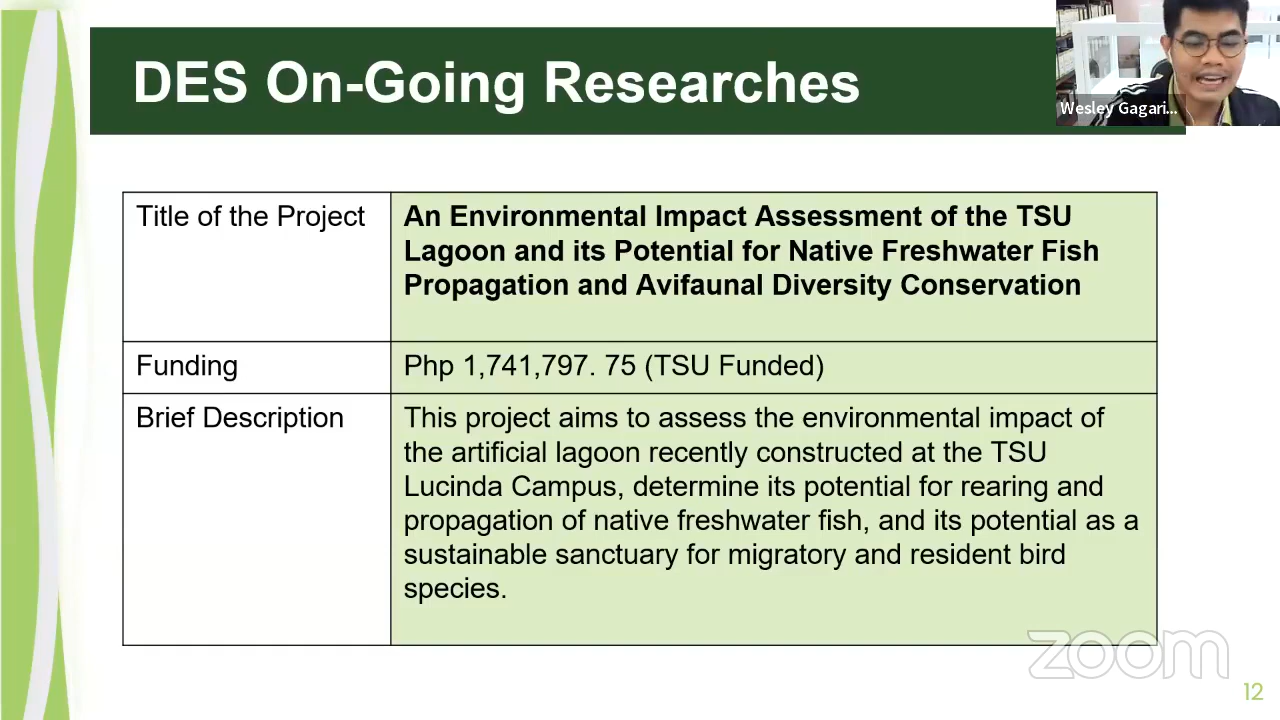 DES On-Going Researches
Wesley Gagari...
Title of the Project
An Environmental Impact Assessment of the TSU
Lagoon and its Potential for Native Freshwater Fish
Propagation and Avifaunal Diversity Conservation
Funding
Php 1,741,797. 75 (TSU Funded)
Brief Description
This project aims to assess the environmental impact of
the artificial lagoon recently constructed at the TSU
Lucinda Campus, determine its potential for rearing and
propagation of native freshwater fish, and its potential as a
sustainable sanctuary for migratory and resident bird
species.
zoom
12